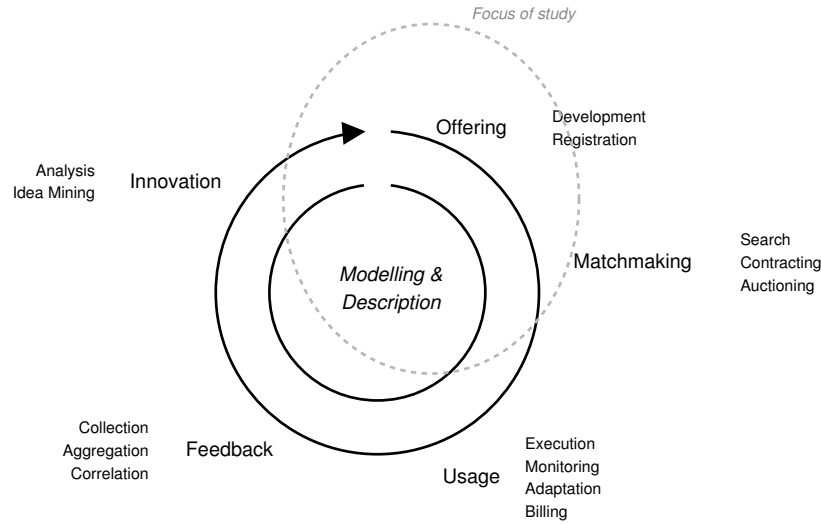 Focus of study
Offering
Development
Registration
Analysis
Idea Mining
Innovation
Matchmaking
Search
Contracting
Auctioning
Modelling &
Description
Collection
Aggregation
Correlation
Feedback
Usage
Execution
Monitoring
Adaptation
Billing